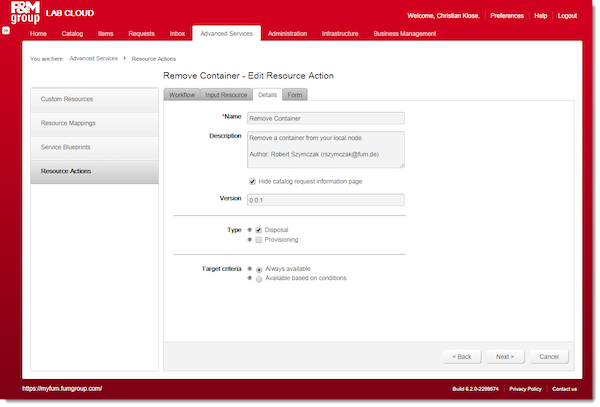 F&M
group
LAB CLOUD
Welcome, Christian Klose.
Preferences
Help
Logout
Home
Catalog
Items
Requests
Inbox
Advanced Services
Administration
Infrastructure
Business Management
You are here:
Advanced Services
Resource Actions
Remove Container - Edit Resource Action
Custom Resources
Resource Mappings
Service Blueprints
Resource Actions
Workflow
Input Resource
Details
Form
*Name
Remove Container
Description
Remove a container from your local node.
Author: Robert Szymczak (rszymczak@fum.de)
Hide catalog request information page
Version
0.0.1
Type
Disposal
Provisioning
Target criteria
Always available
Available based on conditions
< Back
Next >
Cancel
https://myfum.fumgroup.com/
Build 6.2.0-2299574
Privacy Policy
Contact us